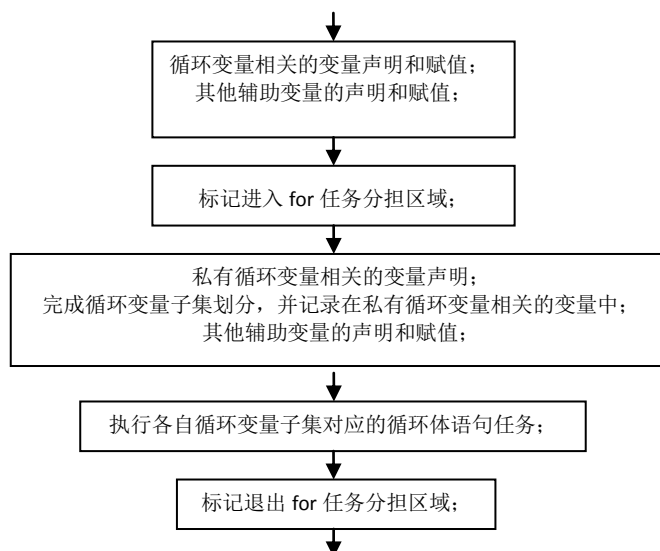 循环变量相关的变量声明和赋值；
其他辅助变量的声明和赋值；
标记进入 for 任务分担区域；
私有循环变量相关的变量声明；
完成循环变量子集划分，并记录在私有循环变量相关的变量中；
其他辅助变量的声明和赋值；
执行各自循环变量子集对应的循环体语句任务；
标记退出 for 任务分担区域；